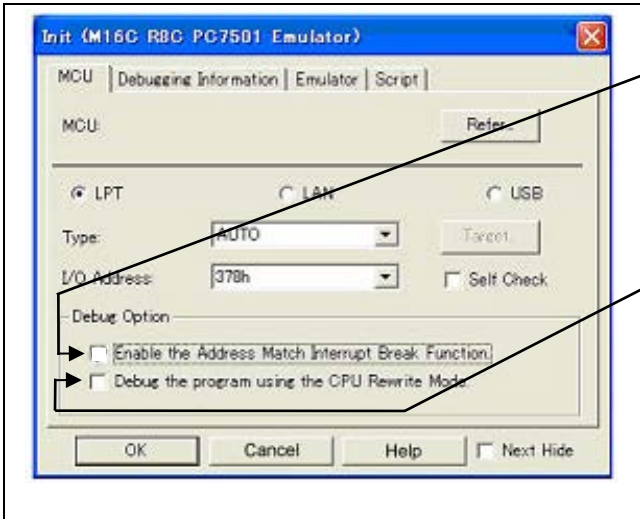 Init (M16C R8C PC7501 Emulator)
MCU Debugging Information Emulator Script
MCU: Refer...
LPT LAN USB
Type: AUTO Target...
I/O Address: 378h Self Check
Debug Option
Enable the Address Match Interrupt Break Function.
Debug the program using the CPU Rewrite Mode.
OK Cancel Help Next Hide